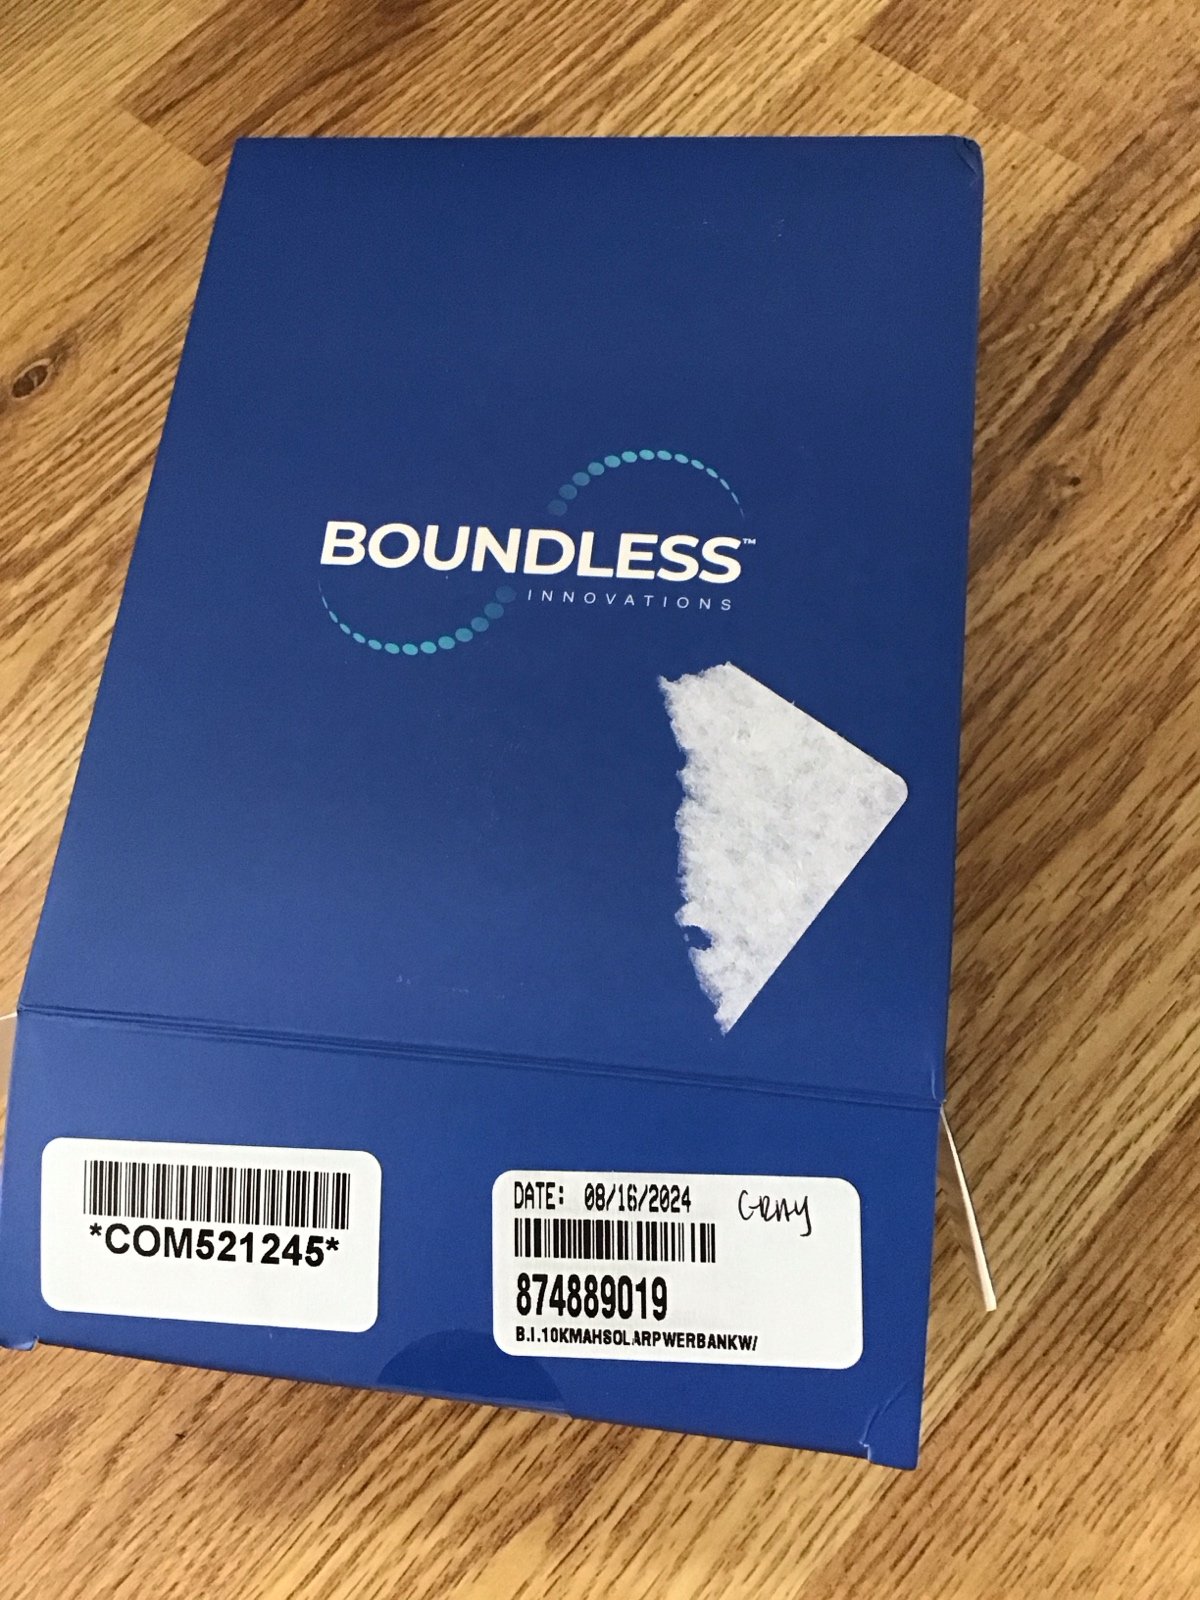 BOUNDLESS™
INNOVATIONS
*COM521245*
DATE: 08/16/2024 GRAY
874889019
B.I.10KMAHSOLARPWERBANKW/